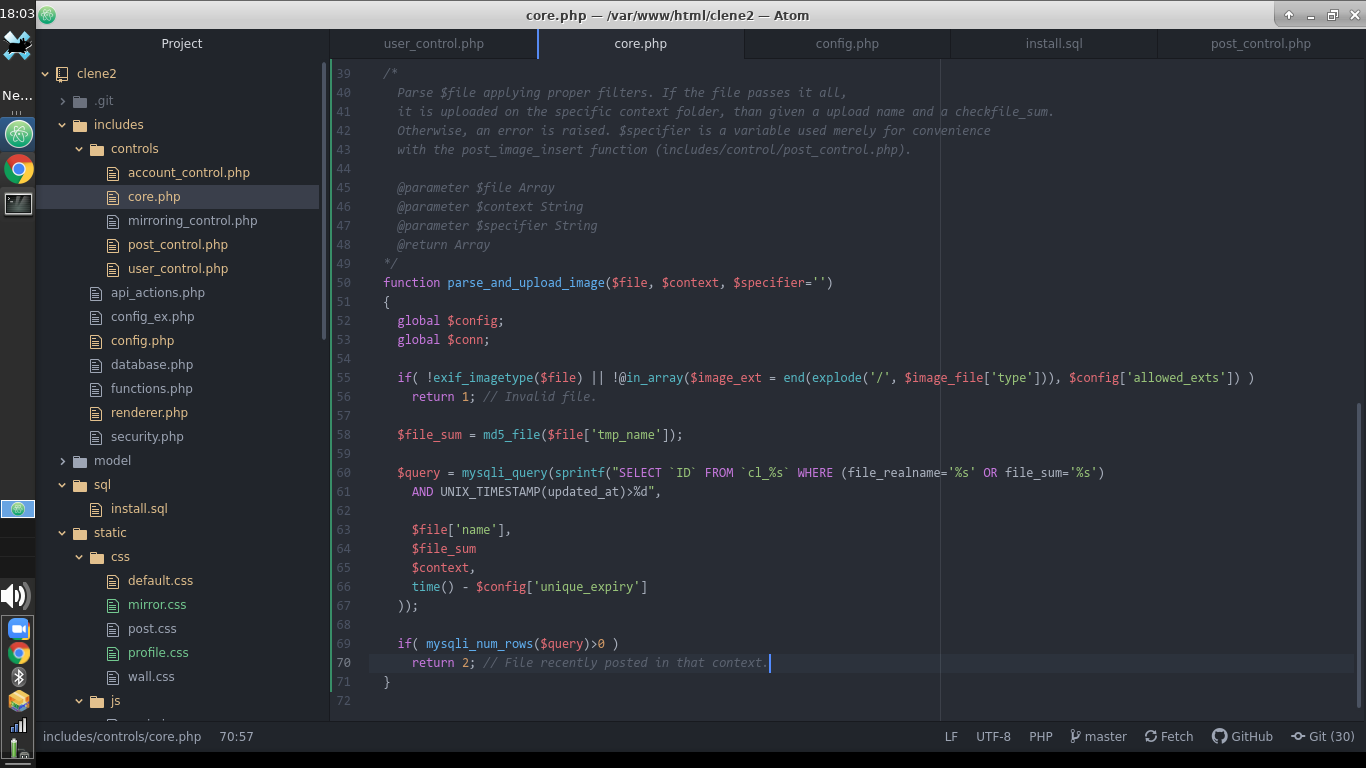 18:03
core.php — /var/www/html/clene2 — Atom
Ne...
Project
clene2
.git
includes
controls
account_control.php
core.php
mirroring_control.php
post_control.php
user_control.php
api_actions.php
config_ex.php
config.php
database.php
functions.php
renderer.php
security.php
model
sql
install.sql
static
css
default.css
mirror.css
post.css
profile.css
wall.css
js
user_control.php
core.php
config.php
install.sql
post_control.php
39 /*
40 Parse $file applying proper filters. If the file passes it all,
41 it is uploaded on the specific context folder, than given a upload name and a checkfile_sum.
42 Otherwise, an error is raised. $specifier is a variable used merely for convenience
43 with the post_image_insert function (includes/control/post_control.php).
44
45 @parameter $file Array
46 @parameter $context String
47 @parameter $specifier String
48 @return Array
49 */
50 function parse_and_upload_image($file, $context, $specifier='')
51 {
52 global $config;
53 global $conn;
54
55 if( !exif_imagetype($file) || !@in_array($image_ext = end(explode('/', $image_file['type'])), $config['allowed_exts']) )
56 return 1; // Invalid file.
57
58 $file_sum = md5_file($file['tmp_name']);
59
60 $query = mysqli_query(sprintf("SELECT `ID` FROM `cl_%s` WHERE (file_realname='%s' OR file_sum='%s')
61 AND UNIX_TIMESTAMP(updated_at)>%d",
62
63 $file['name'],
64 $file_sum
65 $context,
66 time() - $config['unique_expiry']
67 ));
68
69 if( mysqli_num_rows($query)>0 )
70 return 2; // File recently posted in that context.
71 }
72
includes/controls/core.php 70:57
LF UTF-8 PHP master Fetch GitHub Git (30)